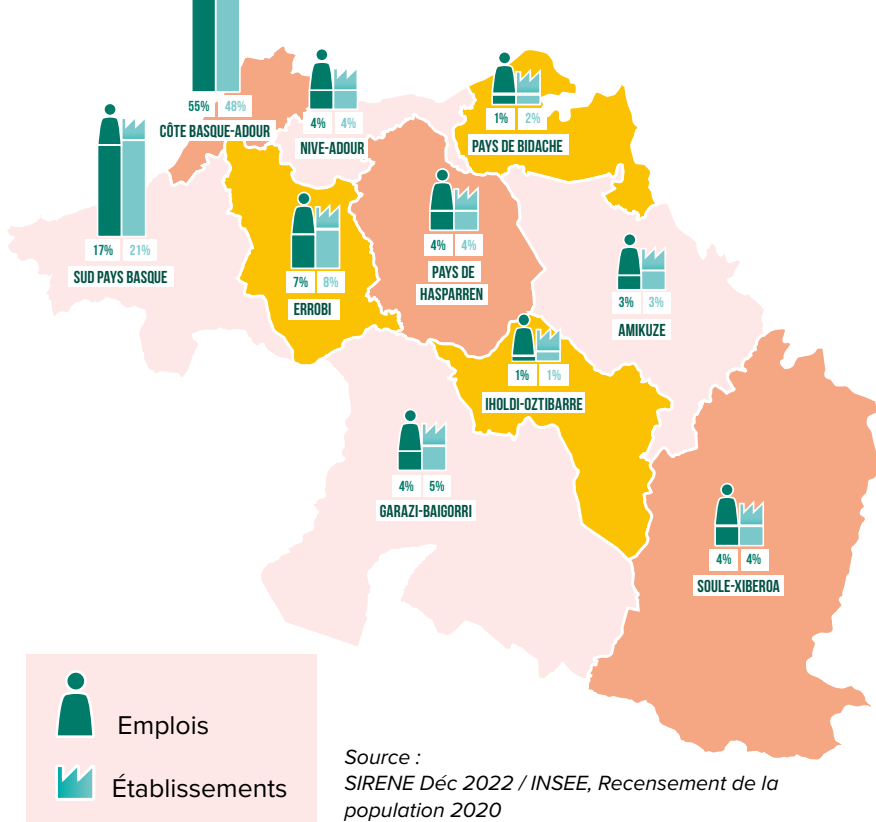 55% 48%
CÔTE BASQUE-ADOUR
4% 4%
NIVE-ADOUR
1% 2%
PAYS DE BIDACHE
17% 21%
SUD PAYS BASQUE
7% 8%
ERROBI
4% 4%
PAYS DE
HASPARREN
3% 3%
AMIKUZE
1% 1%
IHOLDI-OZTIBARRE
4% 5%
GARAZI-BAIGORRI
4% 4%
SOULE-XIBEROA
Emplois
Établissements
Source :
SIRENE Déc 2022 / INSEE, Recensement de la
population 2020